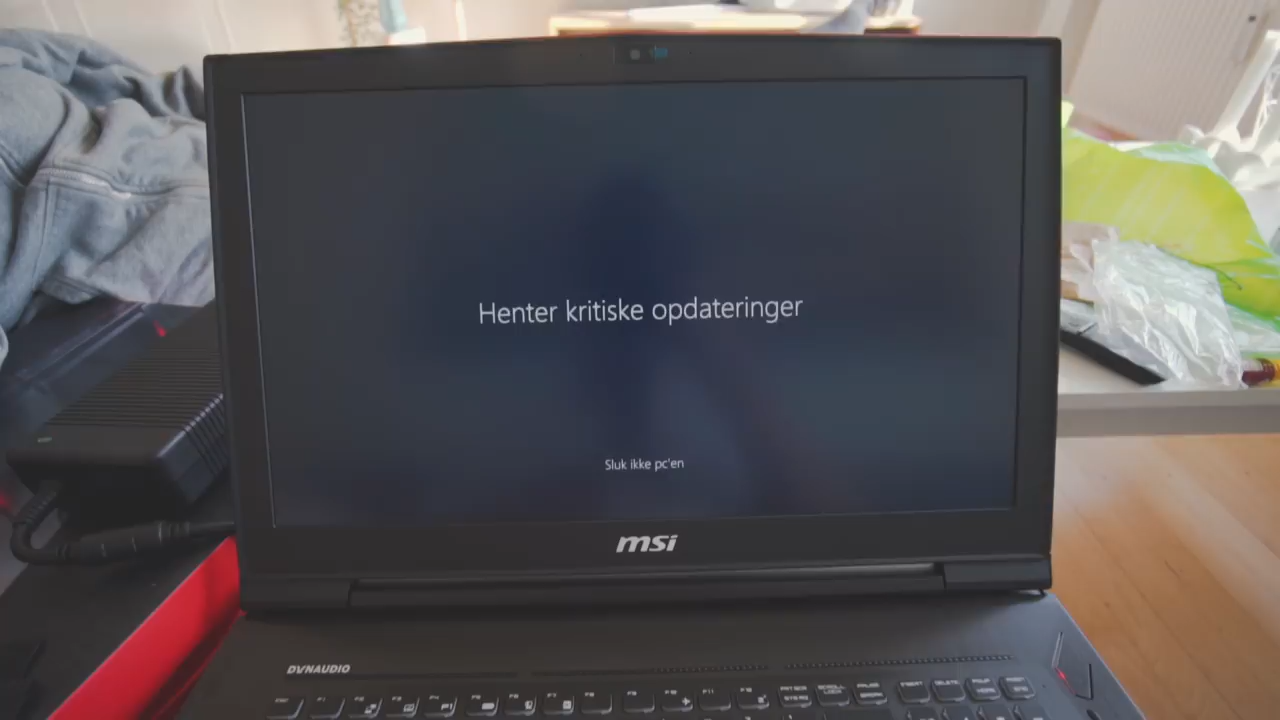 Henter kritiske opdateringer
Sluk ikke pc'en
msi
DYNAUDIO